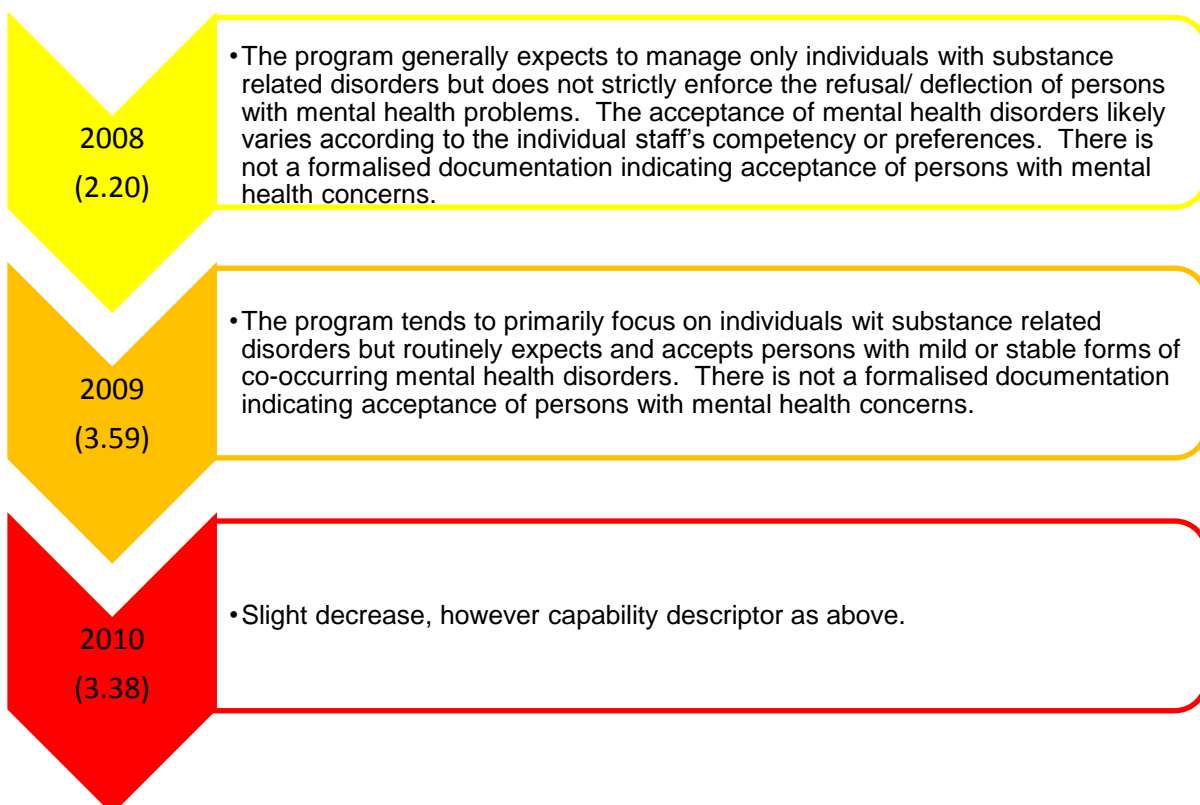 2008
(2.20)
•The program generally expects to manage only individuals with substance
related disorders but does not strictly enforce the refusal/ deflection of persons
with mental health problems.  The acceptance of mental health disorders likely
varies according to the individual staff's competency or preferences.  There is
not a formalised documentation indicating acceptance of persons with mental
health concerns.
2009
(3.59)
•The program tends to primarily focus on individuals wit substance related
disorders but routinely expects and accepts persons with mild or stable forms of
co-occurring mental health disorders.  There is not a formalised documentation
indicating acceptance of persons with mental health concerns.
2010
(3.38)
•Slight decrease, however capability descriptor as above.